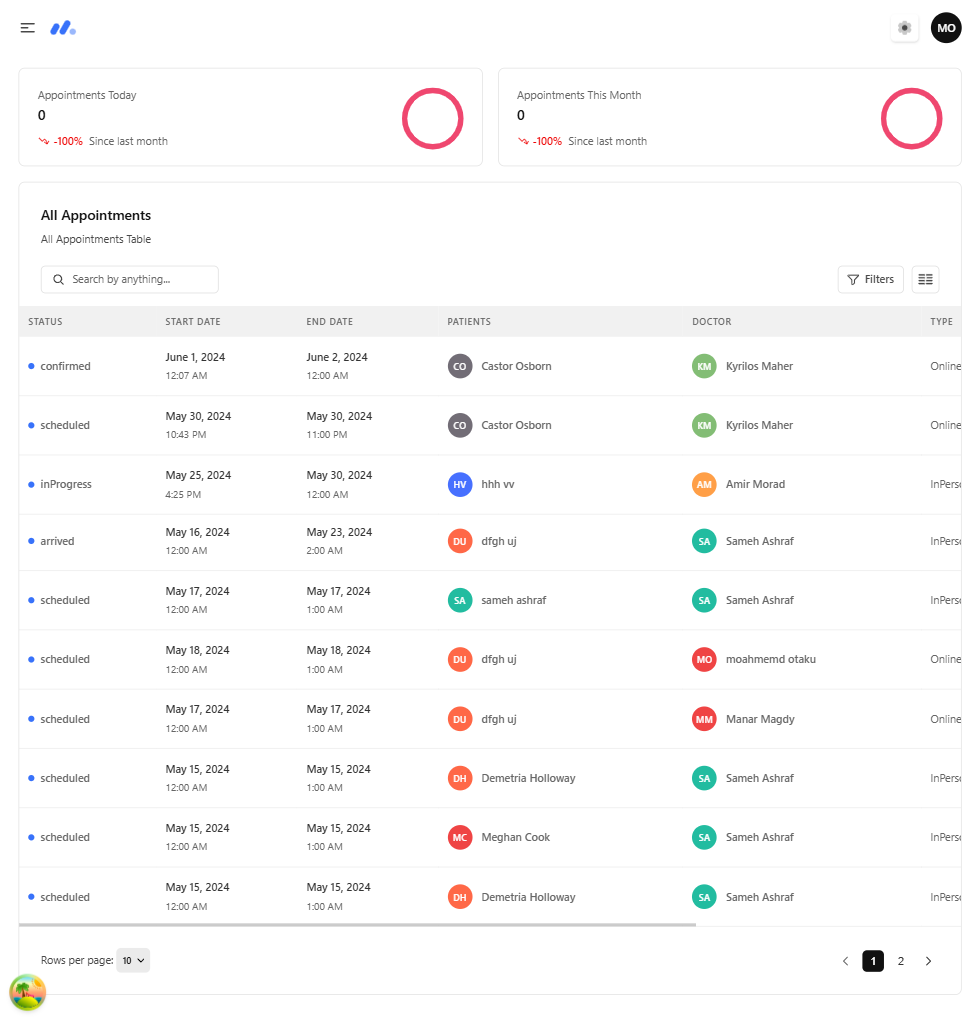 MO
Appointments Today
0
-100% Since last month
Appointments This Month
0
-100% Since last month
All Appointments
All Appointments Table
Search by anything...
Filters
STATUS START DATE END DATE PATIENTS DOCTOR TYPE
confirmed June 1, 2024 12:07 AM June 2, 2024 12:00 AM CO Castor Osborn KM Kyrilos Maher Online
scheduled May 30, 2024 10:43 PM May 30, 2024 11:00 PM CO Castor Osborn KM Kyrilos Maher Online
inProgress May 25, 2024 4:25 PM May 30, 2024 12:00 AM HV hhh vv AM Amir Morad InPerso
arrived May 16, 2024 12:00 AM May 23, 2024 2:00 AM DU dfgh uj SA Sameh Ashraf InPerso
scheduled May 17, 2024 12:00 AM May 17, 2024 1:00 AM SA sameh ashraf SA Sameh Ashraf InPerso
scheduled May 18, 2024 12:00 AM May 18, 2024 1:00 AM DU dfgh uj MO moahmemd otaku Online
scheduled May 17, 2024 12:00 AM May 17, 2024 1:00 AM DU dfgh uj MM Manar Magdy Online
scheduled May 15, 2024 12:00 AM May 15, 2024 1:00 AM DH Demetria Holloway SA Sameh Ashraf InPerso
scheduled May 15, 2024 12:00 AM May 15, 2024 1:00 AM MC Meghan Cook SA Sameh Ashraf InPerso
scheduled May 15, 2024 12:00 AM May 15, 2024 1:00 AM DH Demetria Holloway SA Sameh Ashraf InPerso
Rows per page: 10
1 2